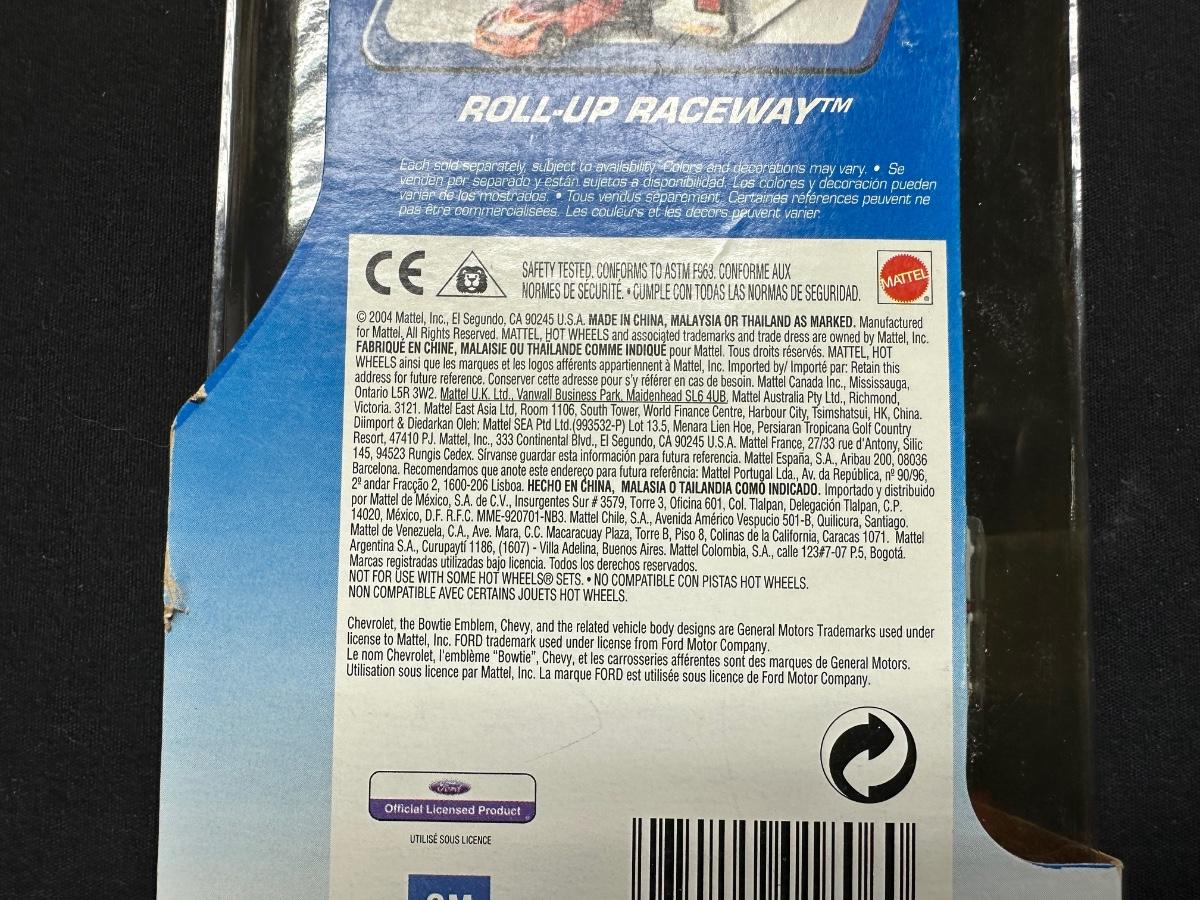 ROLL-UP RACEWAY™
Each sold separately, subject to availability. Colors and decorations may vary. • Se
venden por separado y están sujetos a disponibilidad. Los colores y decoración pueden
variar de los mostrados. • Tous vendus séparément. Certaines références peuvent ne
pas être commercialisées. Les couleurs et les décors peuvent varier.
CE
SAFETY TESTED. CONFORMS TO ASTM F963. CONFORME AUX
NORMES DE SÉCURITÉ. • CUMPLE CON TODAS LAS NORMAS DE SEGURIDAD.
MATTEL
®
© 2004 Mattel, Inc., El Segundo, CA 90245 U.S.A. MADE IN CHINA, MALAYSIA OR THAILAND AS MARKED. Manufactured
for Mattel. All Rights Reserved. MATTEL, HOT WHEELS and associated trademarks and trade dress are owned by Mattel, Inc.
FABRIQUÉ EN CHINE, MALAISIE OU THAÏLANDE COMME INDIQUÉ pour Mattel. Tous droits réservés. MATTEL, HOT
WHEELS ainsi que les marques et les logos afférents appartiennent à Mattel, Inc. Imported by/ Importé par: Retain this
address for future reference. Conserver cette adresse pour s'y référer en cas de besoin. Mattel Canada Inc., Mississauga,
Ontario L5R 3W2. Mattel U.K. Ltd., Vanwall Business Park, Maidenhead SL6 4UB. Mattel Australia Pty Ltd., Richmond,
Victoria. 3121. Mattel East Asia Ltd, Room 1106, South Tower, World Finance Centre, Harbour City, Tsimshatsui, HK, China.
Diimport & Diedarkan Oleh: Mattel SEA Ptd Ltd.(993532-P) Lot 13.5, Menara Lien Hoe, Persiaran Tropicana Golf Country
Resort, 47410 PJ. Mattel, Inc., 333 Continental Blvd., El Segundo, CA 90245 U.S.A. Mattel France, 27/33 rue d'Antony, Silic
145, 94523 Rungis Cedex. Sírvanse guardar esta información para futura referencia. Mattel España, S.A., Aribau 200, 08036
Barcelona. Recomendamos que anote este endereço para futura referência: Mattel Portugal Lda., Av. da República, nº 90/96,
2º andar Fracção 2, 1600-206 Lisboa. HECHO EN CHINA, MALASIA O TAILANDIA COMO INDICADO. Importado y distribuido
por Mattel de México, S.A. de C.V., Insurgentes Sur # 3579, Torre 3, Oficina 601, Col. Tlalpan, Delegación Tlalpan, C.P.
14020, México, D.F. R.F.C. MME-920701-NB3. Mattel Chile, S.A., Avenida Américo Vespucio 501-B, Quilicura, Santiago.
Mattel de Venezuela, C.A., Ave. Mara, C.C. Macaracuay Plaza, Torre B, Piso 8, Colinas de la California, Caracas 1071. Mattel
Argentina S.A., Curupaytí 1186, (1607) - Villa Adelina, Buenos Aires. Mattel Colombia, S.A., calle 123#7-07 P.5, Bogotá.
Marcas registradas utilizadas bajo licencia. Todos los derechos reservados.
NOT FOR USE WITH SOME HOT WHEELS® SETS. • NO COMPATIBLE CON PISTAS HOT WHEELS.
NON COMPATIBLE AVEC CERTAINS JOUETS HOT WHEELS.
Chevrolet, the Bowtie Emblem, Chevy, and the related vehicle body designs are General Motors Trademarks used under
license to Mattel, Inc. FORD trademark used under license from Ford Motor Company.
Le nom Chevrolet, l'emblème "Bowtie", Chevy, et les carrosseries afférentes sont des marques de General Motors.
Utilisation sous licence par Mattel, Inc. La marque FORD est utilisée sous licence de Ford Motor Company.
Ford
Official Licensed Product
UTILISÉ SOUS LICENCE
GM